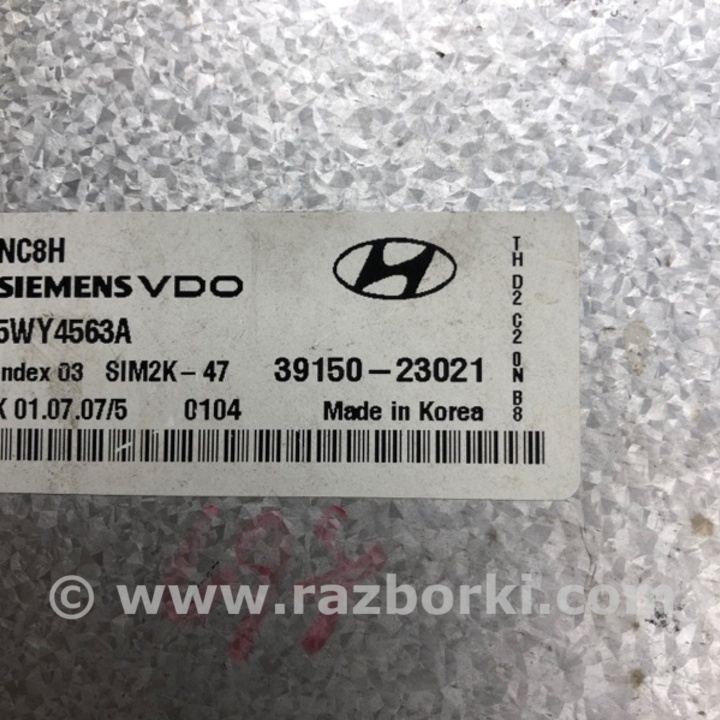 NC8H
SIEMENS VDO
5WY4563A
Index 03 SIM2K-47 39150-23021
K 01.07.07/5 0104 Made in Korea
TH D2 C2 0N B8
© www.razborki.com